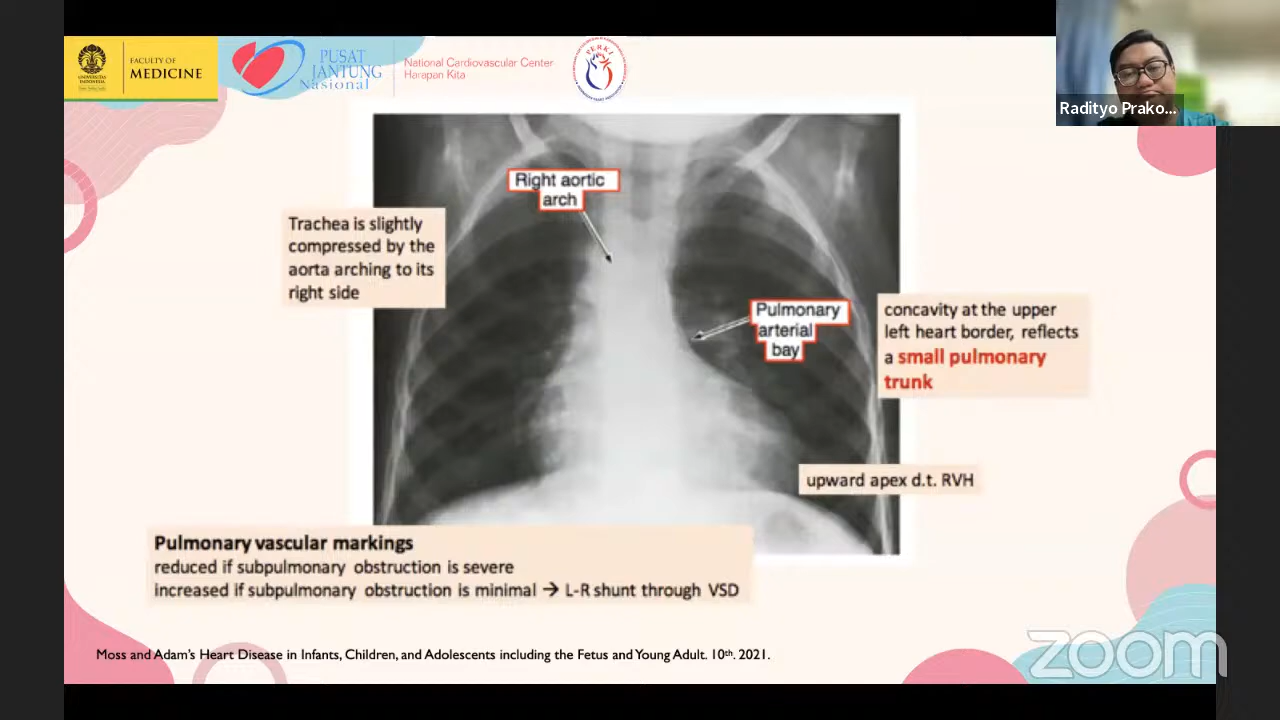 FACULTY OF
MEDICINE
PUSAT
JANTUNG
Nasional
National Cardiovascular Center
Harapan Kita
PERKI
Radityo Prako...
Right aortic
arch
Trachea is slightly
compressed by the
aorta arching to its
right side
Pulmonary
arterial
bay
concavity at the upper
left heart border, reflects
a small pulmonary
trunk
upward apex d.t. RVH
Pulmonary vascular markings
reduced if subpulmonary obstruction is severe
increased if subpulmonary obstruction is minimal → L-R shunt through VSD
Moss and Adam's Heart Disease in Infants, Children, and Adolescents including the Fetus and Young Adult. 10th. 2021.
zoom